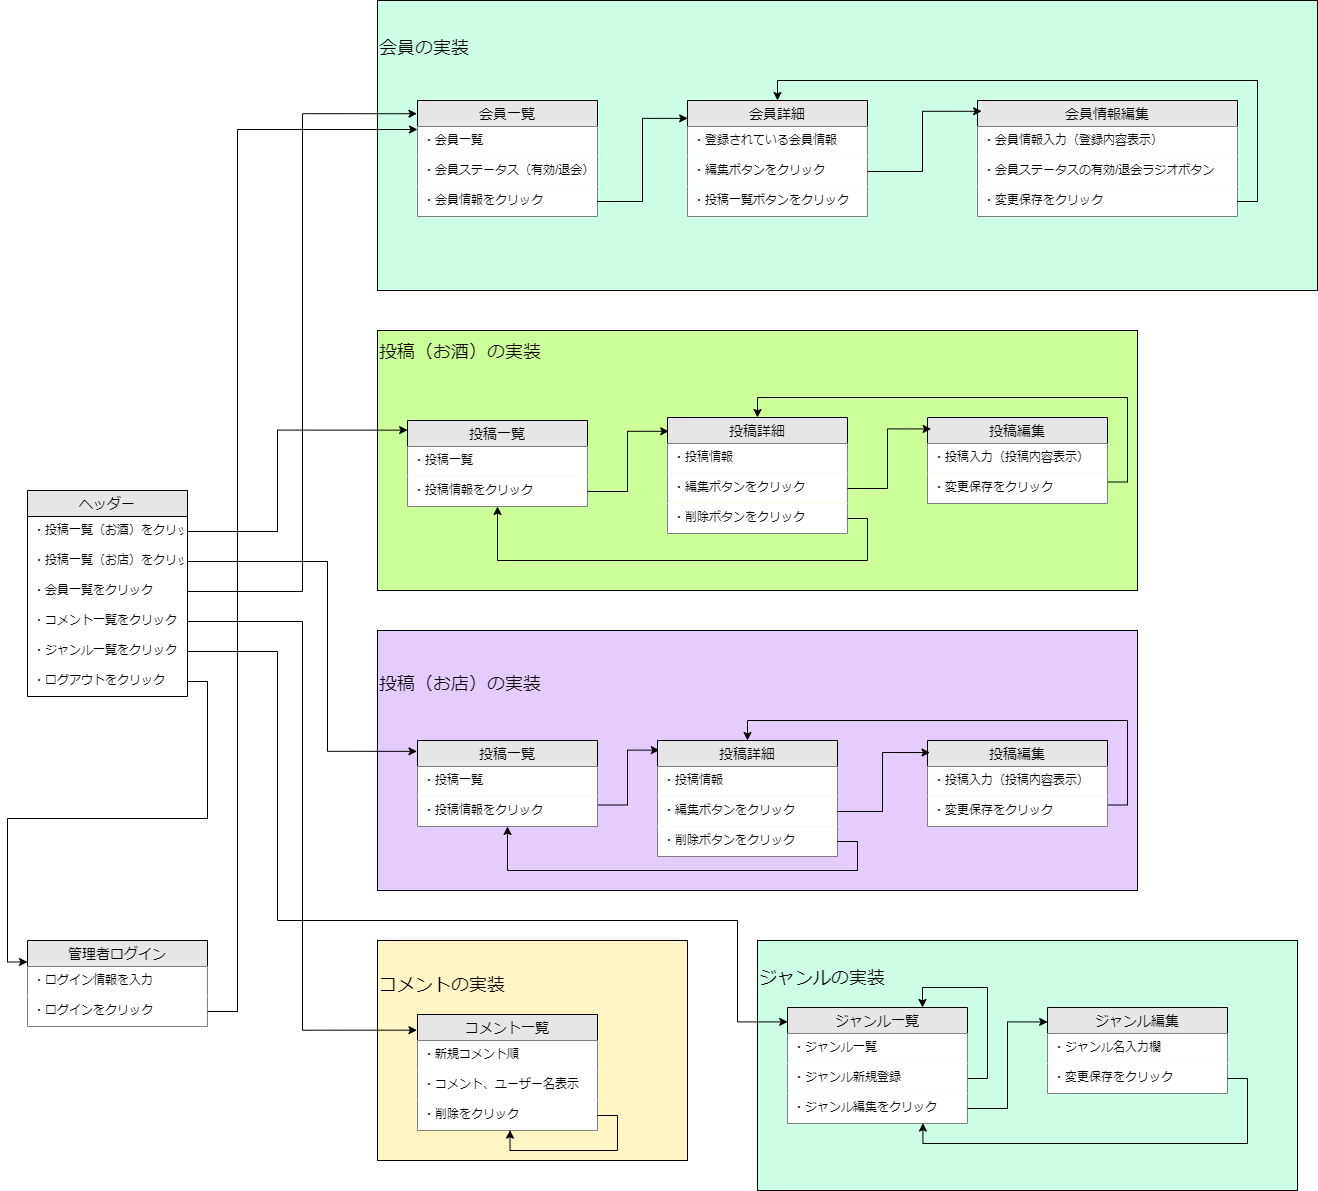 会員の実装
会員一覧
・会員一覧
・会員ステータス（有効/退会）
・会員情報をクリック
会員詳細
・登録されている会員情報
・編集ボタンをクリック
・投稿一覧ボタンをクリック
会員情報編集
・会員情報入力（登録内容表示）
・会員ステータスの有効/退会ラジオボタン
・変更保存をクリック
投稿（お酒）の実装
投稿一覧
・投稿一覧
・投稿情報をクリック
投稿詳細
・投稿情報
・編集ボタンをクリック
・削除ボタンをクリック
投稿編集
・投稿入力（投稿内容表示）
・変更保存をクリック
ヘッダー
・投稿一覧（お酒）をクリッ
・投稿一覧（お店）をクリッ
・会員一覧をクリック
・コメント一覧をクリック
・ジャンル一覧をクリック
・ログアウトをクリック
投稿（お店）の実装
投稿一覧
・投稿一覧
・投稿情報をクリック
投稿詳細
・投稿情報
・編集ボタンをクリック
・削除ボタンをクリック
投稿編集
・投稿入力（投稿内容表示）
・変更保存をクリック
管理者ログイン
・ログイン情報を入力
・ログインをクリック
コメントの実装
コメント一覧
・新規コメント順
・コメント、ユーザー名表示
・削除をクリック
ジャンルの実装
ジャンル一覧
・ジャンル一覧
・ジャンル新規登録
・ジャンル編集をクリック
ジャンル編集
・ジャンル名入力欄
・変更保存をクリック